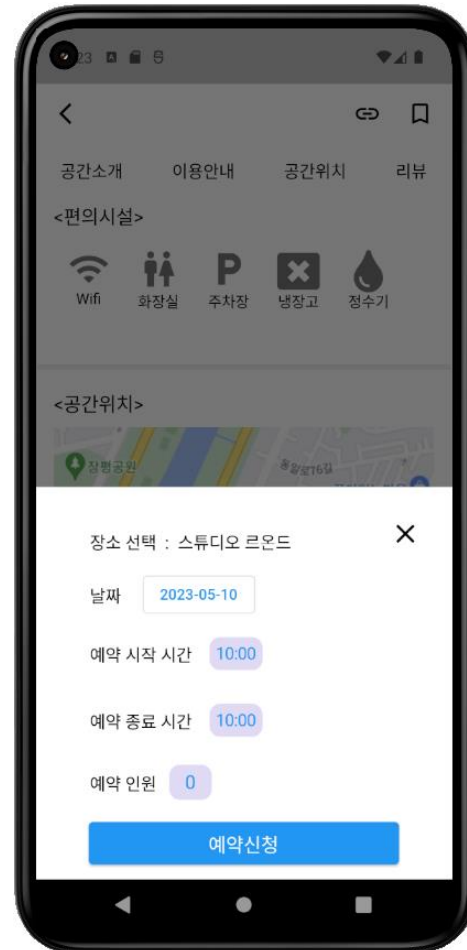 공간소개 이용안내 공간위치 리뷰
<편의시설>
Wifi 화장실 주차장 냉장고 정수기
<공간위치>
장평공원
장소 선택 : 스튜디오 르온드
날짜 2023-05-10
예약 시작 시간 10:00
예약 종료 시간 10:00
예약 인원 0
예약신청